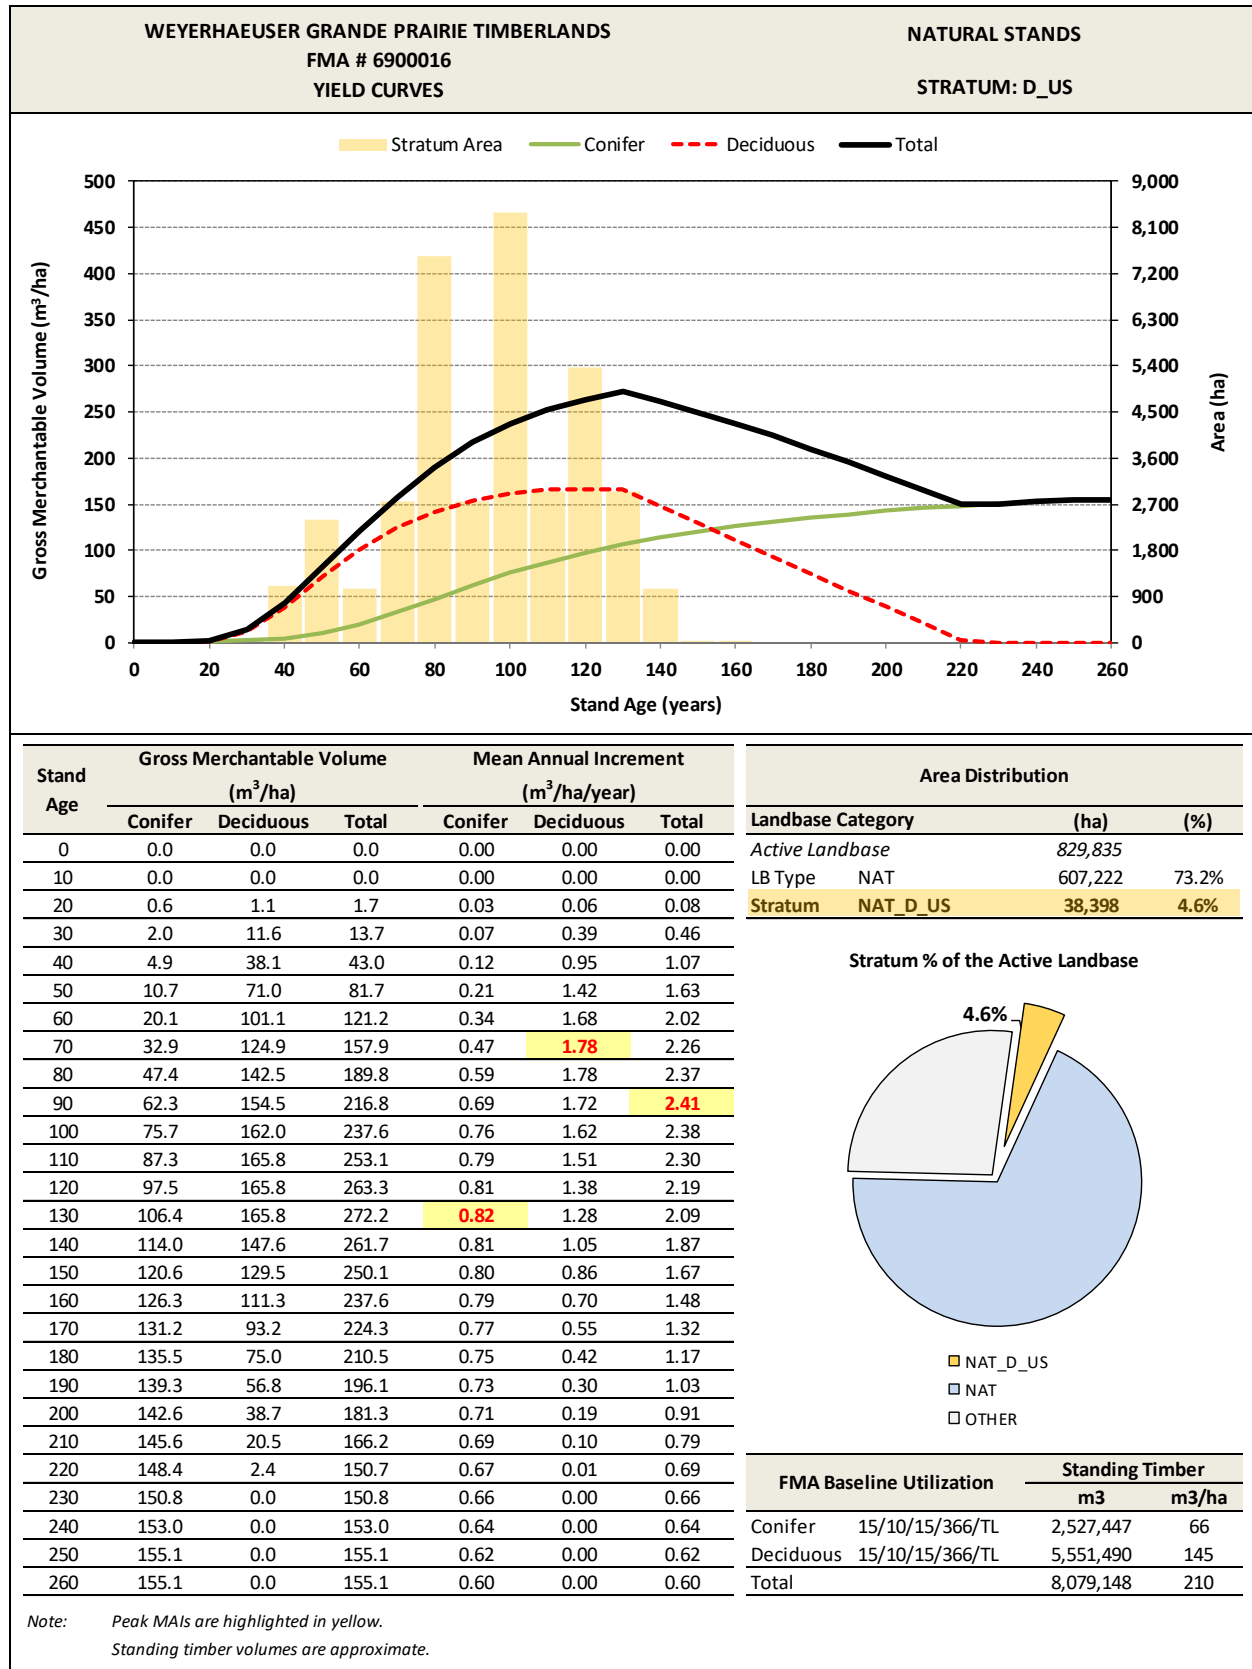 WEYERHAEUSER GRANDE PRAIRIE TIMBERLANDS
FMA # 6900016
YIELD CURVES
NATURAL STANDS
STRATUM: D_US
Stratum Area Conifer Deciduous Total
Gross Merchantable Volume (m³/ha)
500
450
400
350
300
250
200
150
100
50
0
9,000
8,100
7,200
6,300
5,400
4,500
3,600
2,700
1,800
900
0
Area (ha)
0 20 40 60 80 100 120 140 160 180 200 220 240 260
Stand Age (years)
Stand Age Gross Merchantable Volume (m³/ha) Mean Annual Increment (m³/ha/year)
Conifer Deciduous Total Conifer Deciduous Total
0 0.0 0.0 0.0 0.00 0.00 0.00
10 0.0 0.0 0.0 0.00 0.00 0.00
20 0.6 1.1 1.7 0.03 0.06 0.08
30 2.0 11.6 13.7 0.07 0.39 0.46
40 4.9 38.1 43.0 0.12 0.95 1.07
50 10.7 71.0 81.7 0.21 1.42 1.63
60 20.1 101.1 121.2 0.34 1.68 2.02
70 32.9 124.9 157.9 0.47 1.78 2.26
80 47.4 142.5 189.8 0.59 1.78 2.37
90 62.3 154.5 216.8 0.69 1.72 2.41
100 75.7 162.0 237.6 0.76 1.62 2.38
110 87.3 165.8 253.1 0.79 1.51 2.30
120 97.5 165.8 263.3 0.81 1.38 2.19
130 106.4 165.8 272.2 0.82 1.28 2.09
140 114.0 147.6 261.7 0.81 1.05 1.87
150 120.6 129.5 250.1 0.80 0.86 1.67
160 126.3 111.3 237.6 0.79 0.70 1.48
170 131.2 93.2 224.3 0.77 0.55 1.32
180 135.5 75.0 210.5 0.75 0.42 1.17
190 139.3 56.8 196.1 0.73 0.30 1.03
200 142.6 38.7 181.3 0.71 0.19 0.91
210 145.6 20.5 166.2 0.69 0.10 0.79
220 148.4 2.4 150.7 0.67 0.01 0.69
230 150.8 0.0 150.8 0.66 0.00 0.66
240 153.0 0.0 153.0 0.64 0.00 0.64
250 155.1 0.0 155.1 0.62 0.00 0.62
260 155.1 0.0 155.1 0.60 0.00 0.60
Area Distribution
Landbase Category (ha) (%)
Active Landbase 829,835
LB Type NAT 607,222 73.2%
Stratum NAT_D_US 38,398 4.6%
Stratum % of the Active Landbase
4.6%
NAT_D_US
NAT
OTHER
FMA Baseline Utilization Standing Timber
m3 m3/ha
Conifer 15/10/15/366/TL 2,527,447 66
Deciduous 15/10/15/366/TL 5,551,490 145
Total 8,079,148 210
Note: Peak MAIs are highlighted in yellow.
Standing timber volumes are approximate.